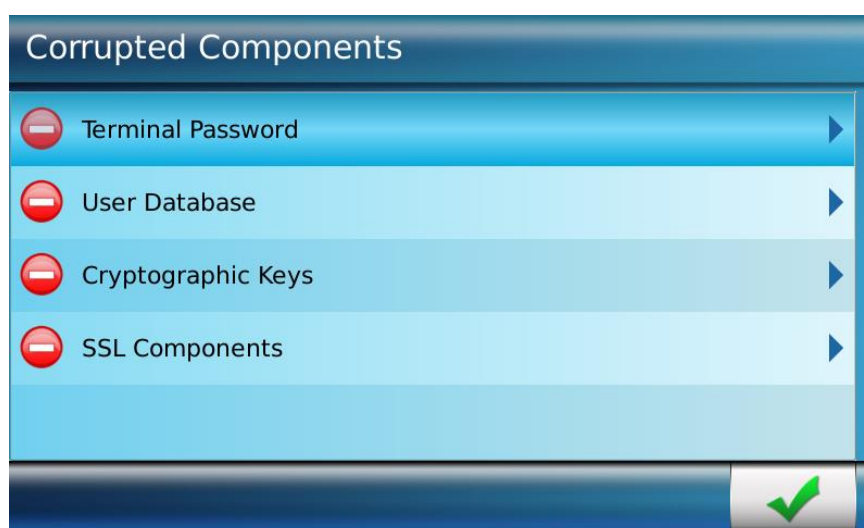 Corrupted Components
Terminal Password
User Database
Cryptographic Keys
SSL Components